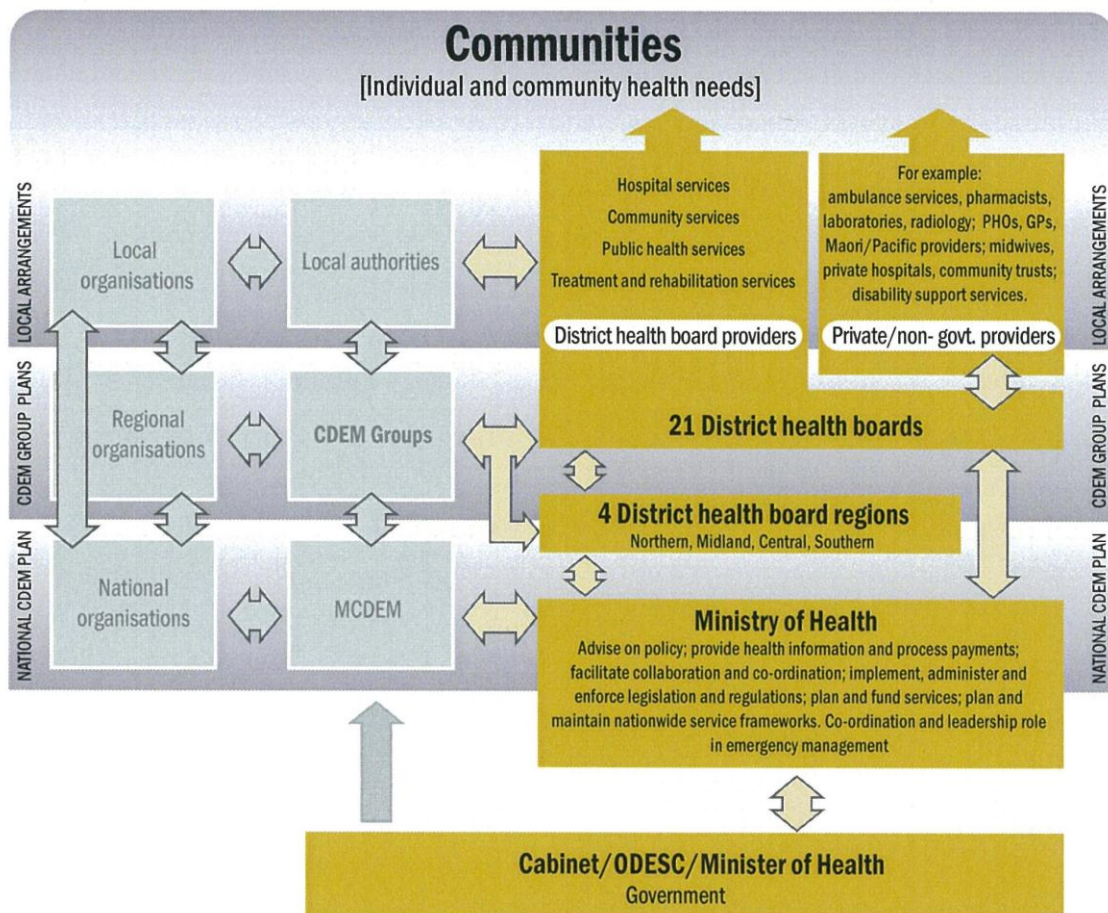 Communities
[Individual and community health needs]
LOCAL ARRANGEMENTS
Local
organisations
Local authorities
Hospital services
Community services
Public health services
Treatment and rehabilitation services
District health board providers
For example:
ambulance services, pharmacists,
laboratories, radiology; PHOs, GPs,
Maori/Pacific providers; midwives,
private hospitals, community trusts;
disability support services.
Private/non- govt. providers
LOCAL ARRANGEMENTS
CDEM GROUP PLANS
Regional
organisations
CDEM Groups
21 District health boards
CDEM GROUP PLANS
4 District health board regions
Northern, Midland, Central, Southern
NATIONAL CDEM PLAN
National
organisations
MCDEM
Ministry of Health
Advise on policy; provide health information and process payments;
facilitate collaboration and co-ordination; implement, administer and
enforce legislation and regulations; plan and fund services; plan and
maintain nationwide service frameworks. Co-ordination and leadership role
in emergency management
NATIONAL CDEM PLAN
Cabinet/ODESC/Minister of Health
Government